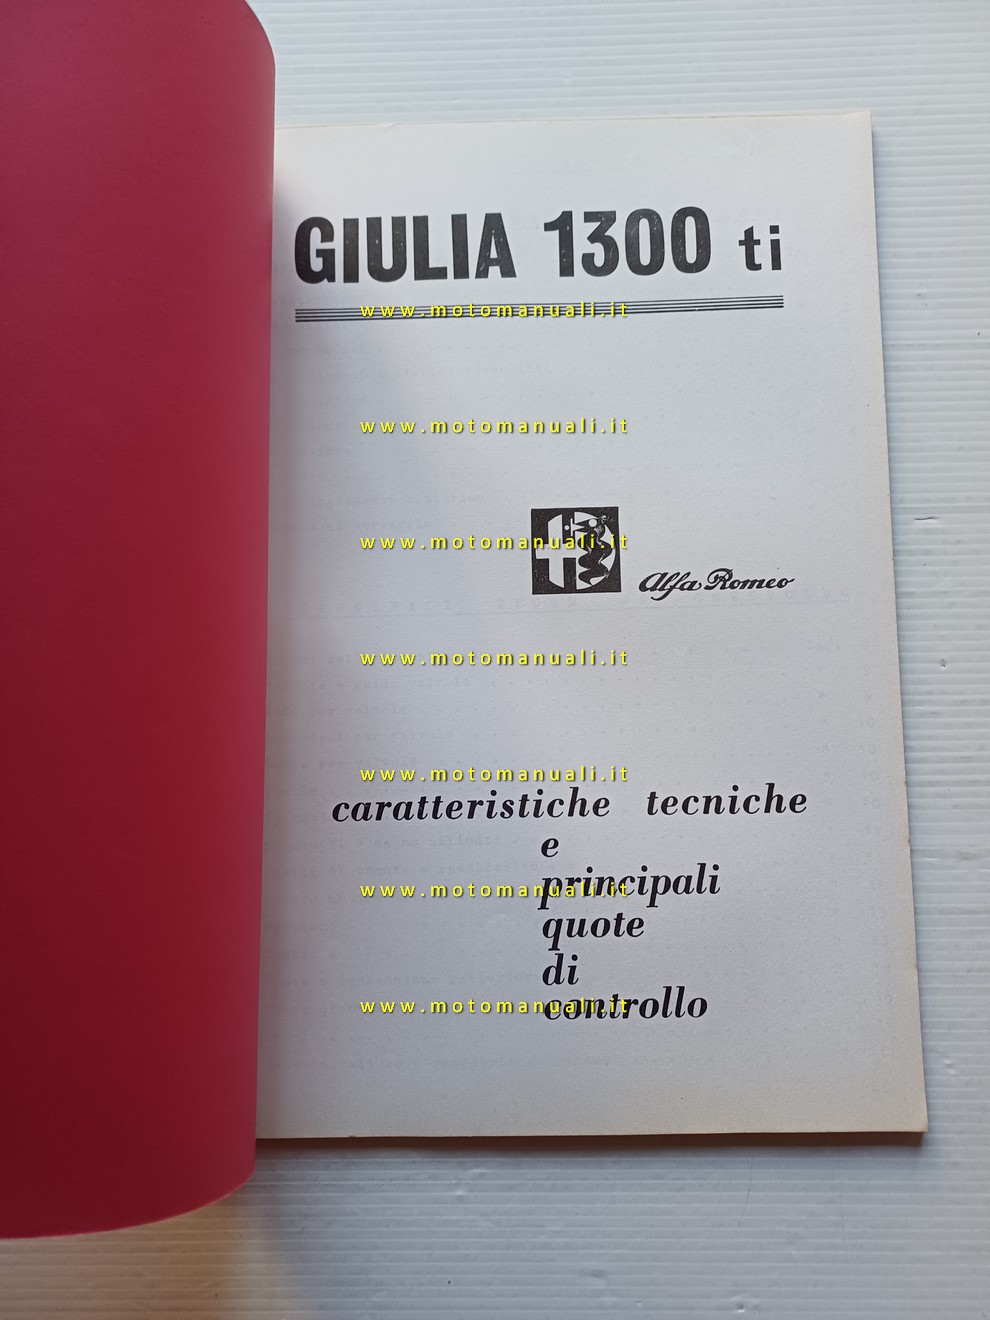 GIULIA 1300 ti
www.motomanuali.it
www.motomanuali.it
www.motomanuali.it
Alfa Romeo
www.motomanuali.it
www.motomanuali.it
caratteristiche tecniche
e
principali
www.motomanuali.it
quote
di
controllo
www.motomanuali.it